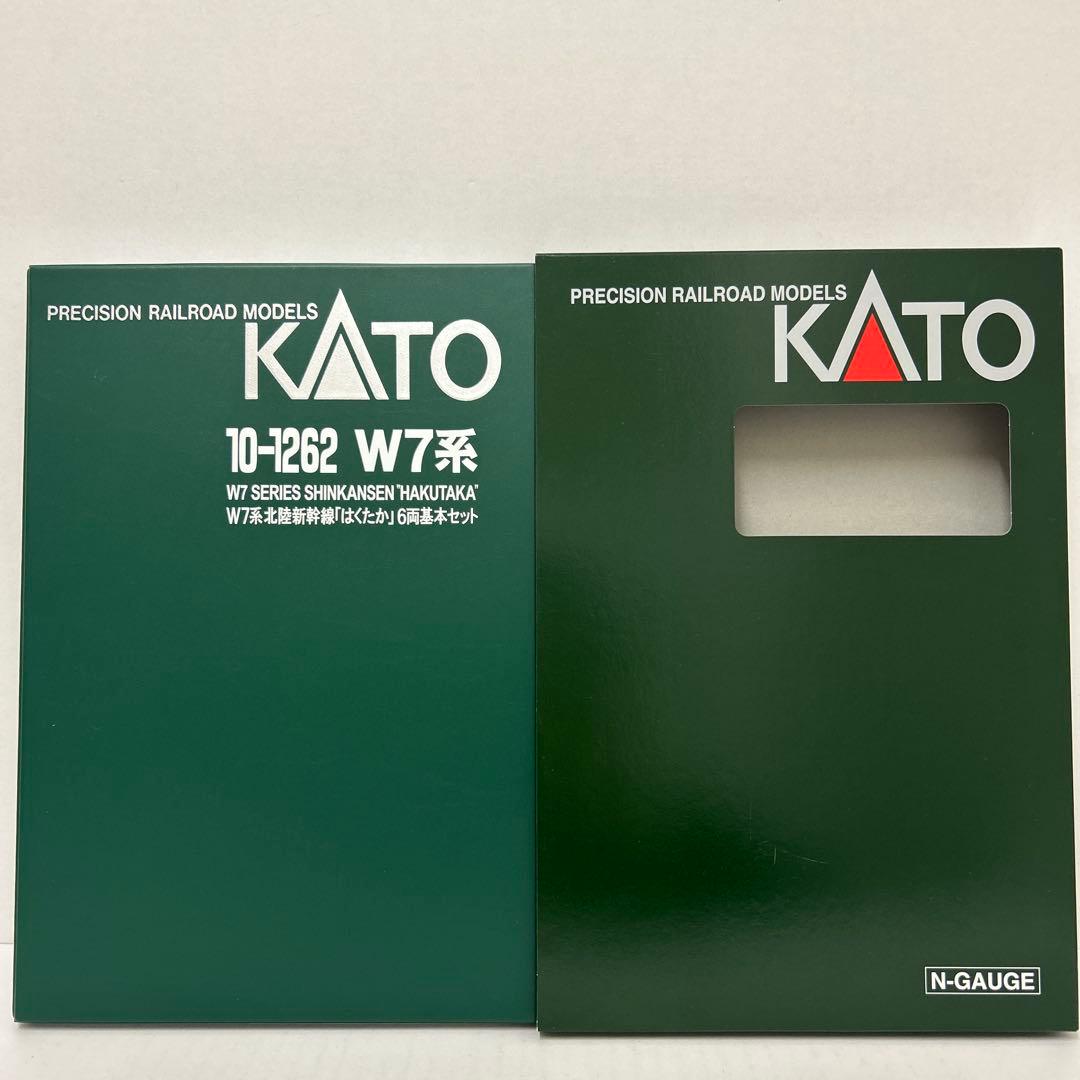 PRECISION RAILROAD MODELS
KATO
10-1262 W7系
W7 SERIES SHINKANSEN "HAKUTAKA"
W7系北陸新幹線「はくたか」6両基本セット
PRECISION RAILROAD MODELS
KATO
N-GAUGE